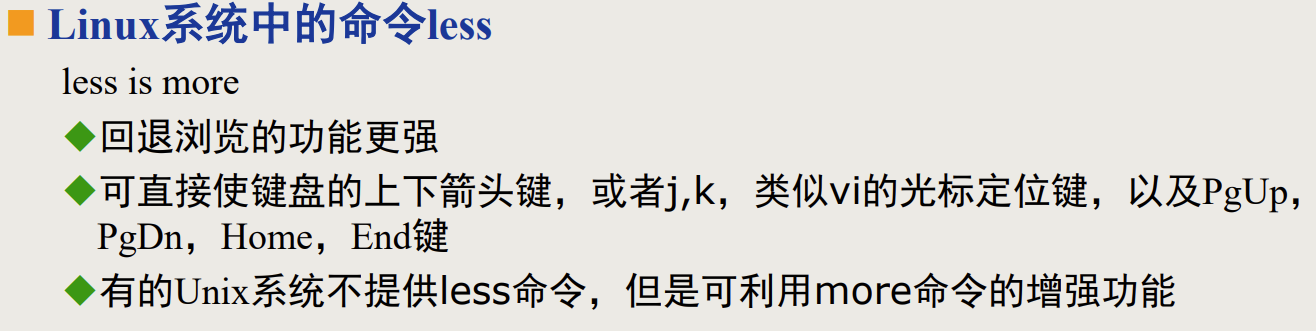 Linux系统中的命令less
less is more
回退浏览的功能更强
可直接使键盘的上下箭头键，或者j,k，类似vi的光标定位键，以及PgUp，
PgDn，Home，End键
有的Unix系统不提供less命令，但是可利用more命令的增强功能